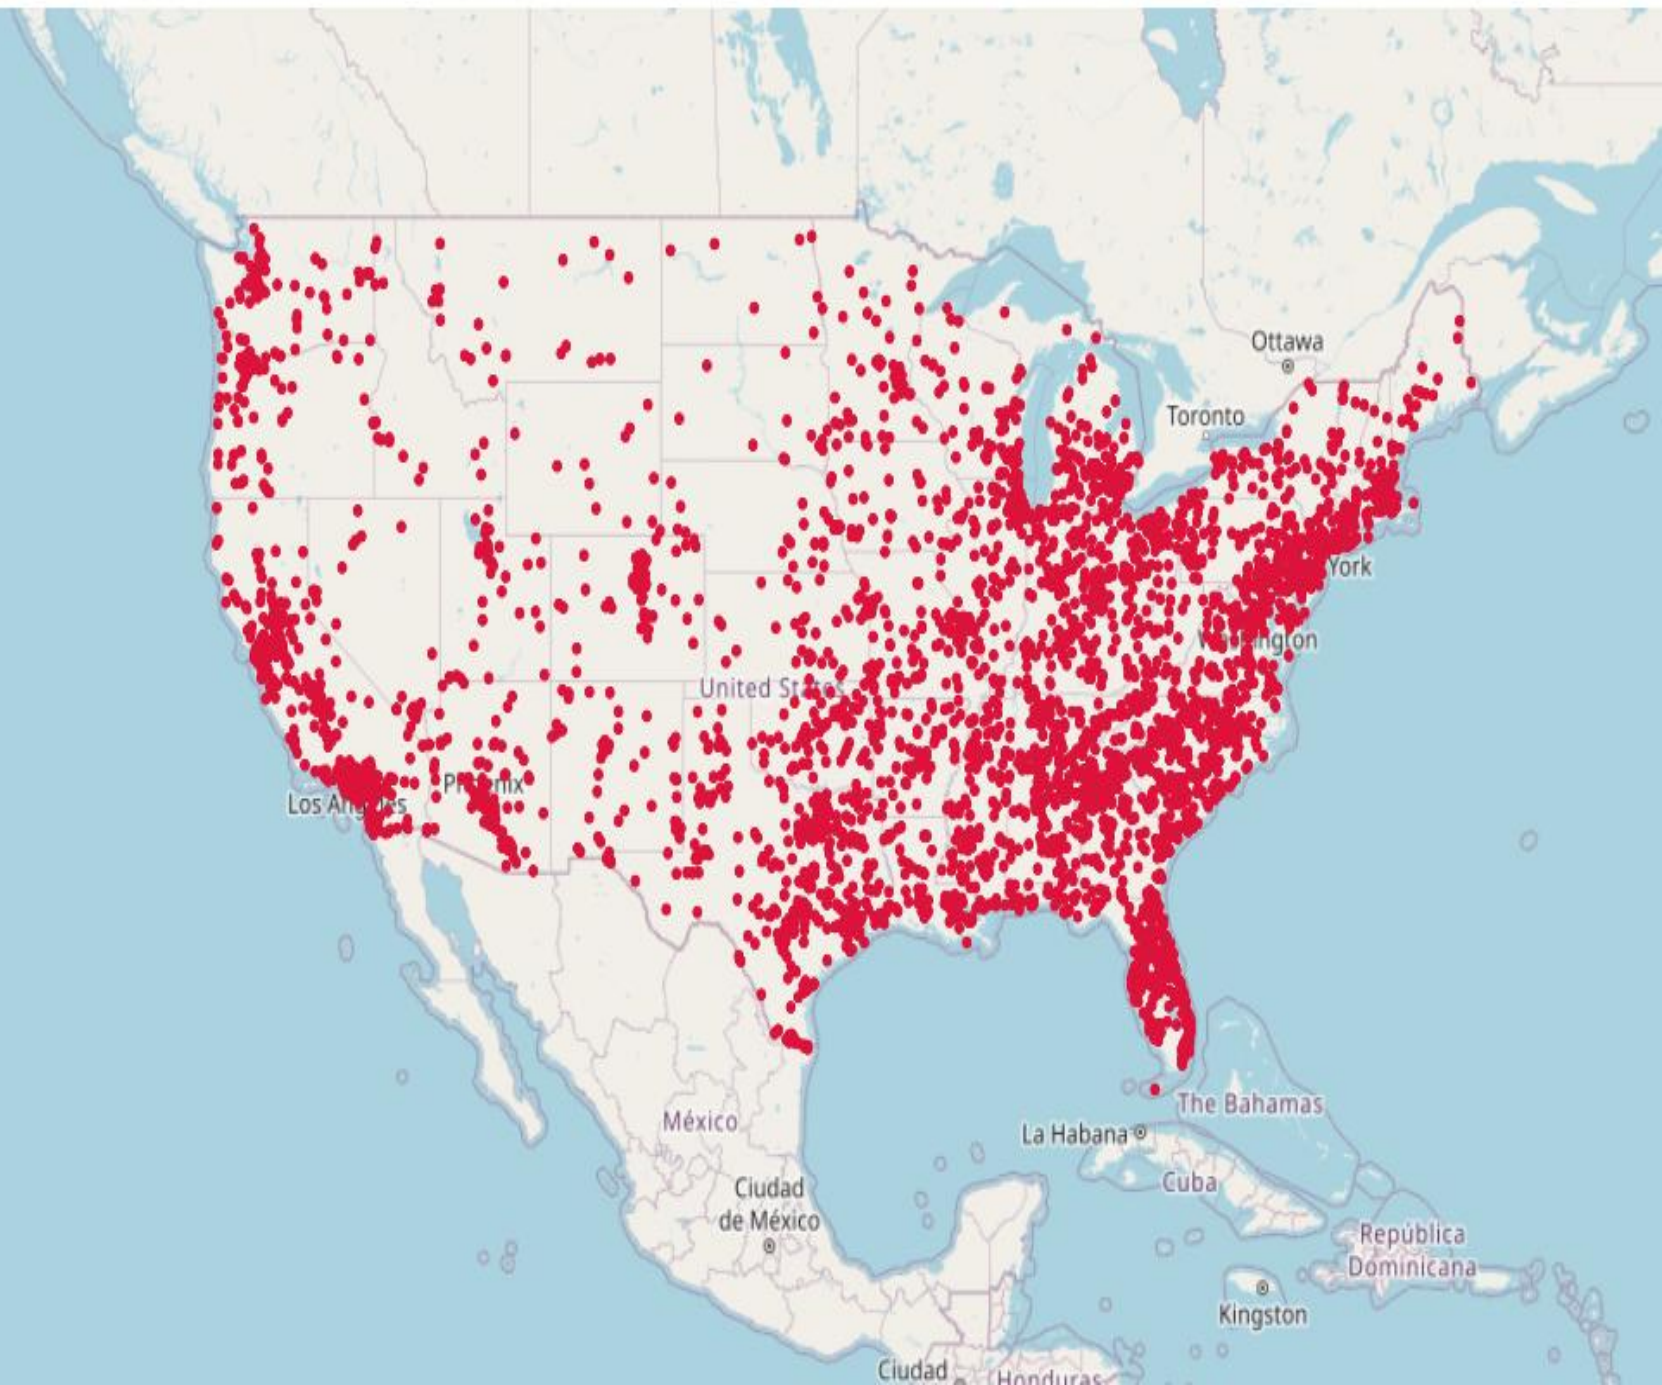 Ottawa
Toronto
York
Washington
United States
Phoenix
Los Angeles
México
The Bahamas
La Habana
Cuba
Ciudad
de México
República
Dominicana
Kingston
Ciudad
Honduras